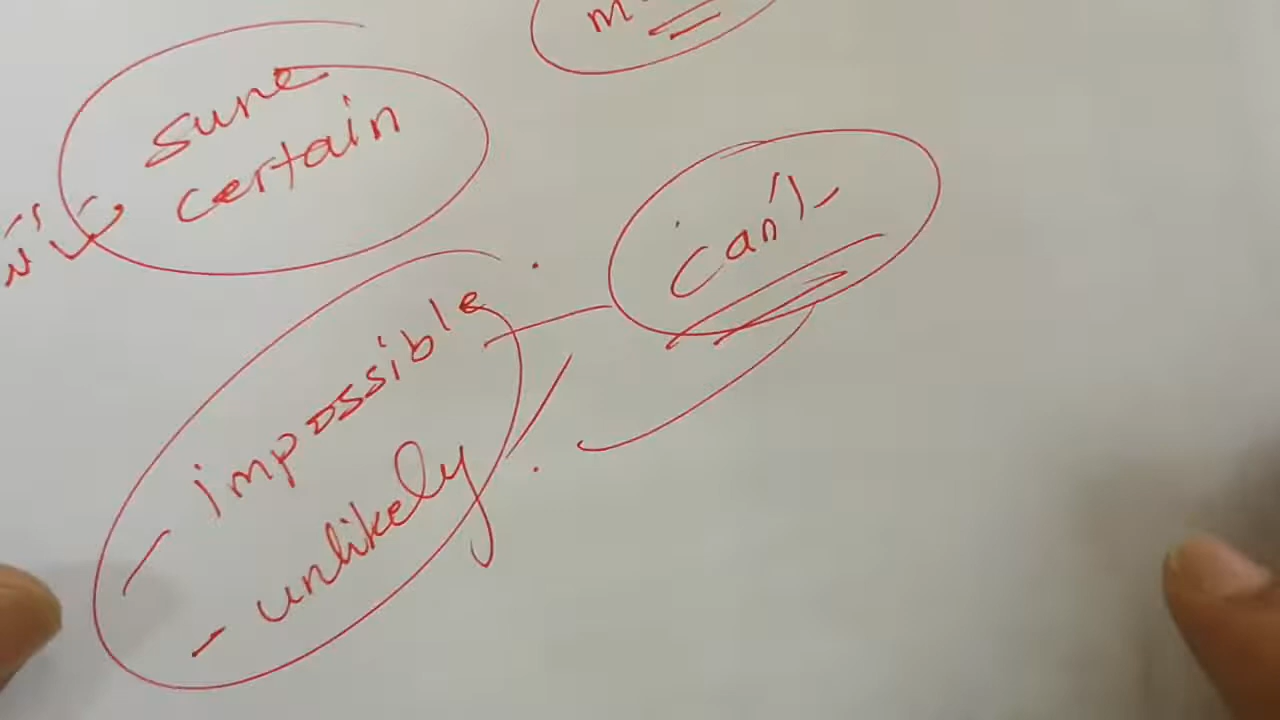 sure
certain
can't
- impossible
- unlikely